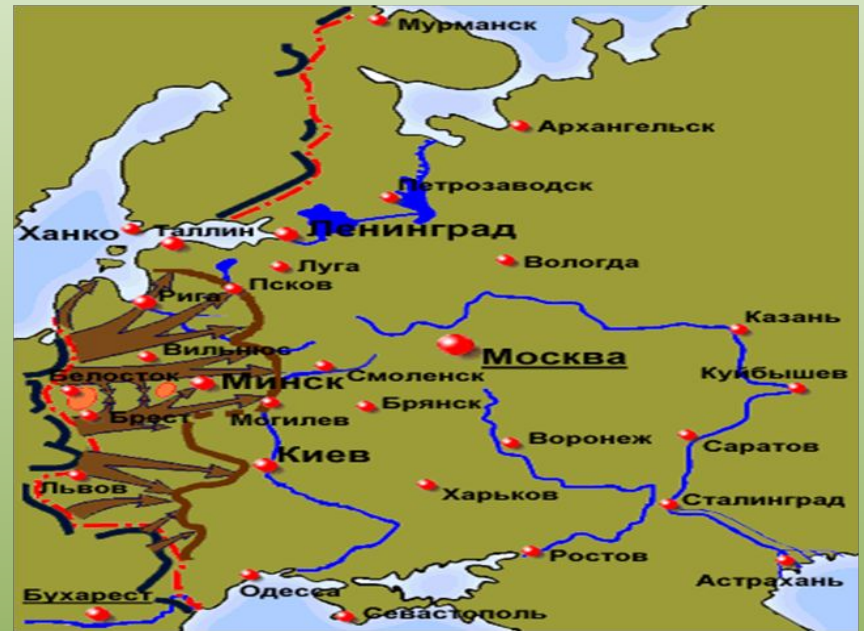 Мурманск
Архангельск
Петрозаводск
Ханко
Таллин
Ленинград
Луга
Вологда
Псков
Рига
Казань
Вильнюс
Москва
Смоленск
Куйбышев
Белосток
Минск
Брест
Могилев
Брянск
Воронеж
Саратов
Киев
Львов
Харьков
Сталинград
Ростов
Астрахань
Бухарест
Одесса
Севастополь